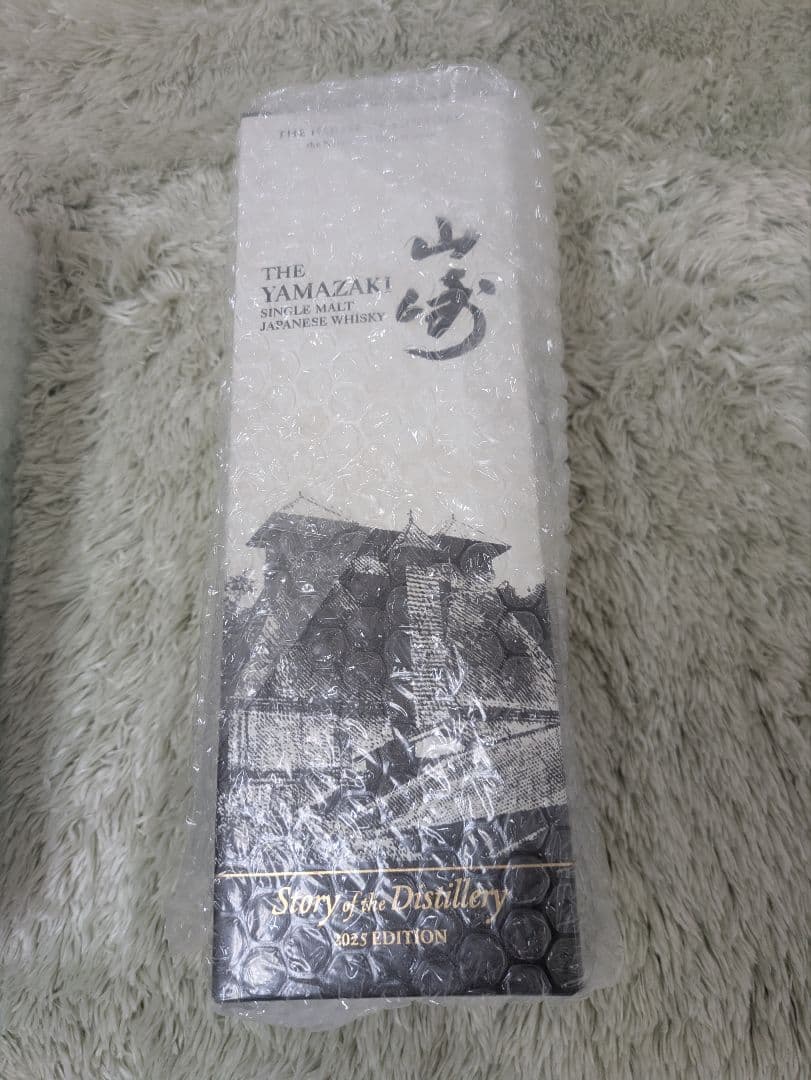 THE
YAMAZAKI
SINGLE MALT
JAPANESE WHISKY
山崎
Story of the Distillery
2025 EDITION